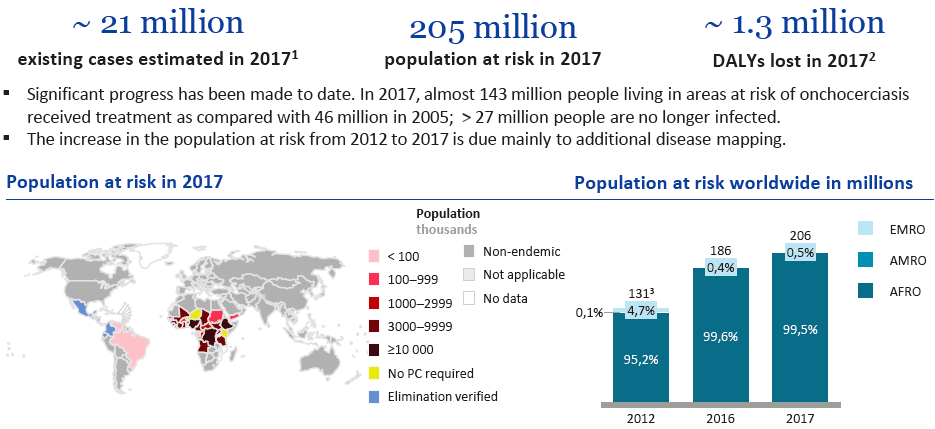 ~ 21 million
existing cases estimated in 2017¹
205 million
population at risk in 2017
~ 1.3 million
DALYs lost in 2017²
▪ Significant progress has been made to date. In 2017, almost 143 million people living in areas at risk of onchocerciasis
received treatment as compared with 46 million in 2005;  > 27 million people are no longer infected.
▪ The increase in the population at risk from 2012 to 2017 is due mainly to additional disease mapping.
Population at risk in 2017
Population
thousands
< 100
100–999
1000–2999
3000–9999
≥10 000
No PC required
Elimination verified
Non-endemic
Not applicable
No data
Population at risk worldwide in millions
EMRO
AMRO
AFRO
131³
0,1%
4,7%
95,2%
2012
186
0,4%
99,6%
2016
206
0,5%
99,5%
2017